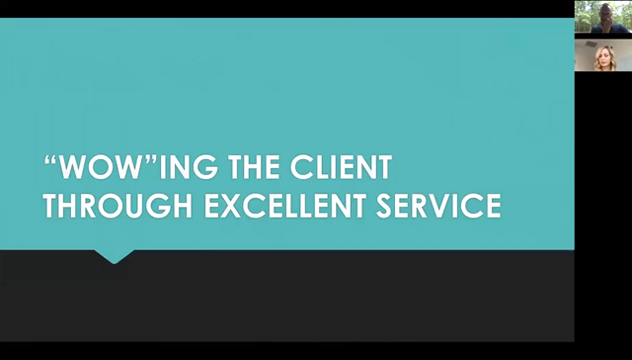 “WOW”ING THE CLIENT
THROUGH EXCELLENT SERVICE